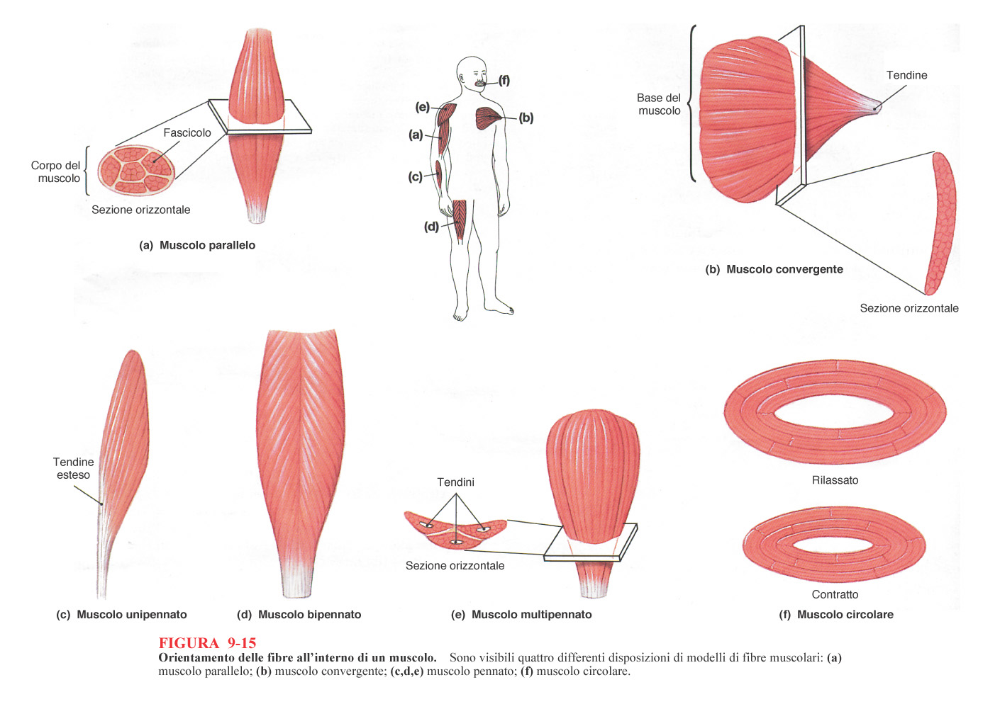 Fascicolo
Corpo del
muscolo
Sezione orizzontale
(a) Muscolo parallelo
(f)
(e)
(b)
(a)
(c)
(d)
Base del
muscolo
Tendine
(b) Muscolo convergente
Sezione orizzontale
Tendine
esteso
(c) Muscolo unipennato
(d) Muscolo bipennato
Tendini
Sezione orizzontale
(e) Muscolo multipennato
Rilassato
Contratto
(f) Muscolo circolare
FIGURA 9-15
Orientamento delle fibre all'interno di un muscolo. Sono visibili quattro differenti disposizioni di modelli di fibre muscolari: (a)
muscolo parallelo; (b) muscolo convergente; (c,d,e) muscolo pennato; (f) muscolo circolare.